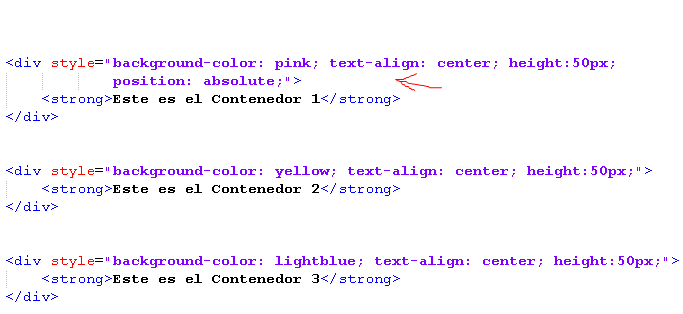 <div style="background-color: pink; text-align: center; height:50px;
position: absolute;">
<strong>Este es el Contenedor 1</strong>
</div>
<div style="background-color: yellow; text-align: center; height:50px;">
<strong>Este es el Contenedor 2</strong>
</div>
<div style="background-color: lightblue; text-align: center; height:50px;">
<strong>Este es el Contenedor 3</strong>
</div>